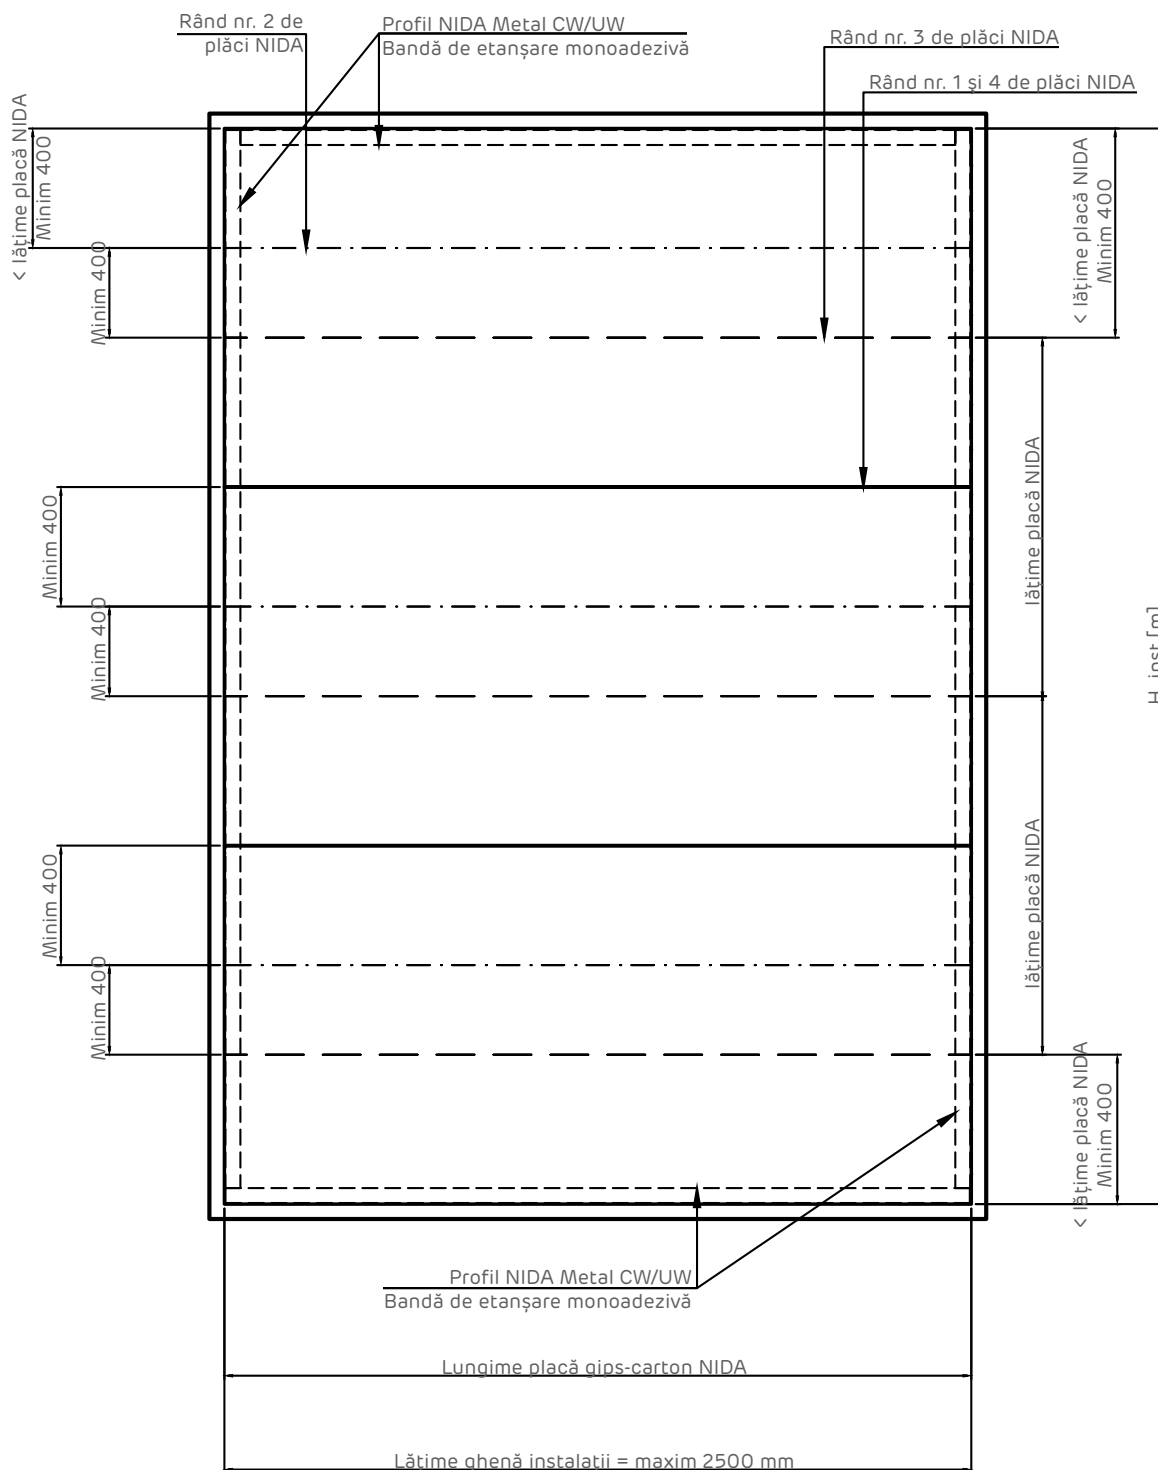 Rând nr. 2 de
plăci NIDA
Profil NIDA Metal CW/UW
Bandă de etanșare monoadezivă
Rând nr. 3 de plăci NIDA
Rând nr. 1 și 4 de plăci NIDA
< lățime placă NIDA
Minim 400
Minim 400
< lățime placă NIDA
Minim 400
lățime placă NIDA
Minim 400
Minim 400
H inst [m]
lățime placă NIDA
Minim 400
Minim 400
< lățime placă NIDA
Minim 400
Profil NIDA Metal CW/UW
Bandă de etanșare monoadezivă
Lungime placă gips-carton NIDA
Lățime ghenă instalații = maxim 2500 mm